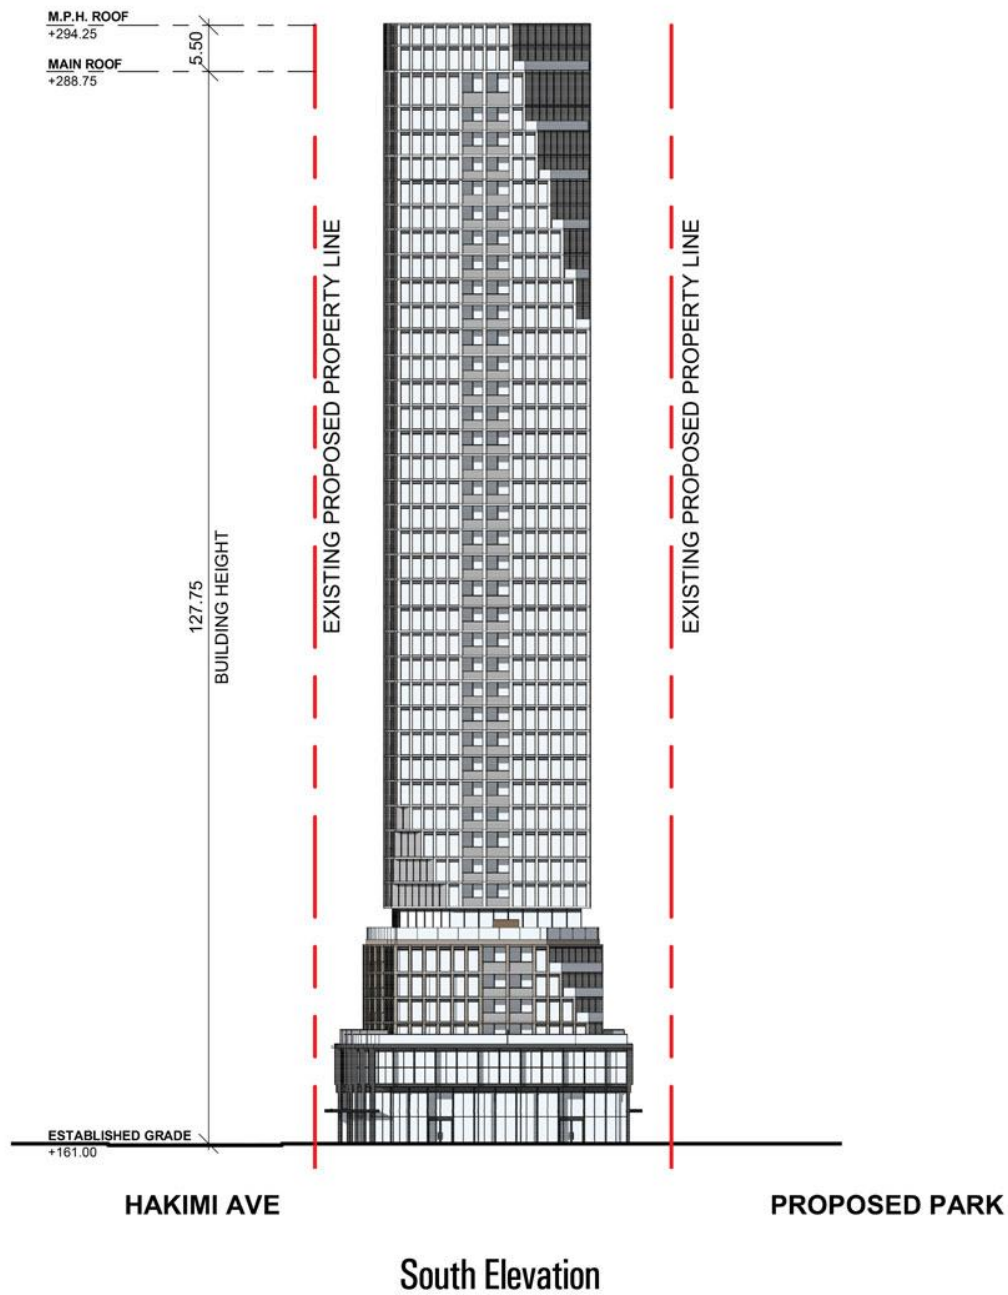 M.P.H. ROOF
+294.25
5.50
MAIN ROOF
+288.75
EXISTING PROPOSED PROPERTY LINE
EXISTING PROPOSED PROPERTY LINE
127.75
BUILDING HEIGHT
ESTABLISHED GRADE
+161.00
HAKIMI AVE
PROPOSED PARK
South Elevation